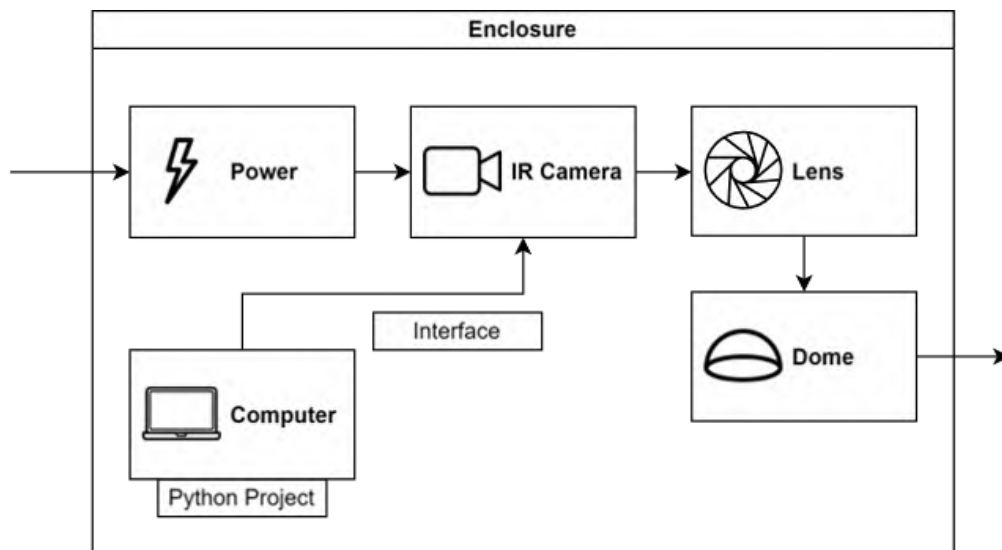 Enclosure
Power
IR Camera
Lens
Interface
Dome
Computer
Python Project